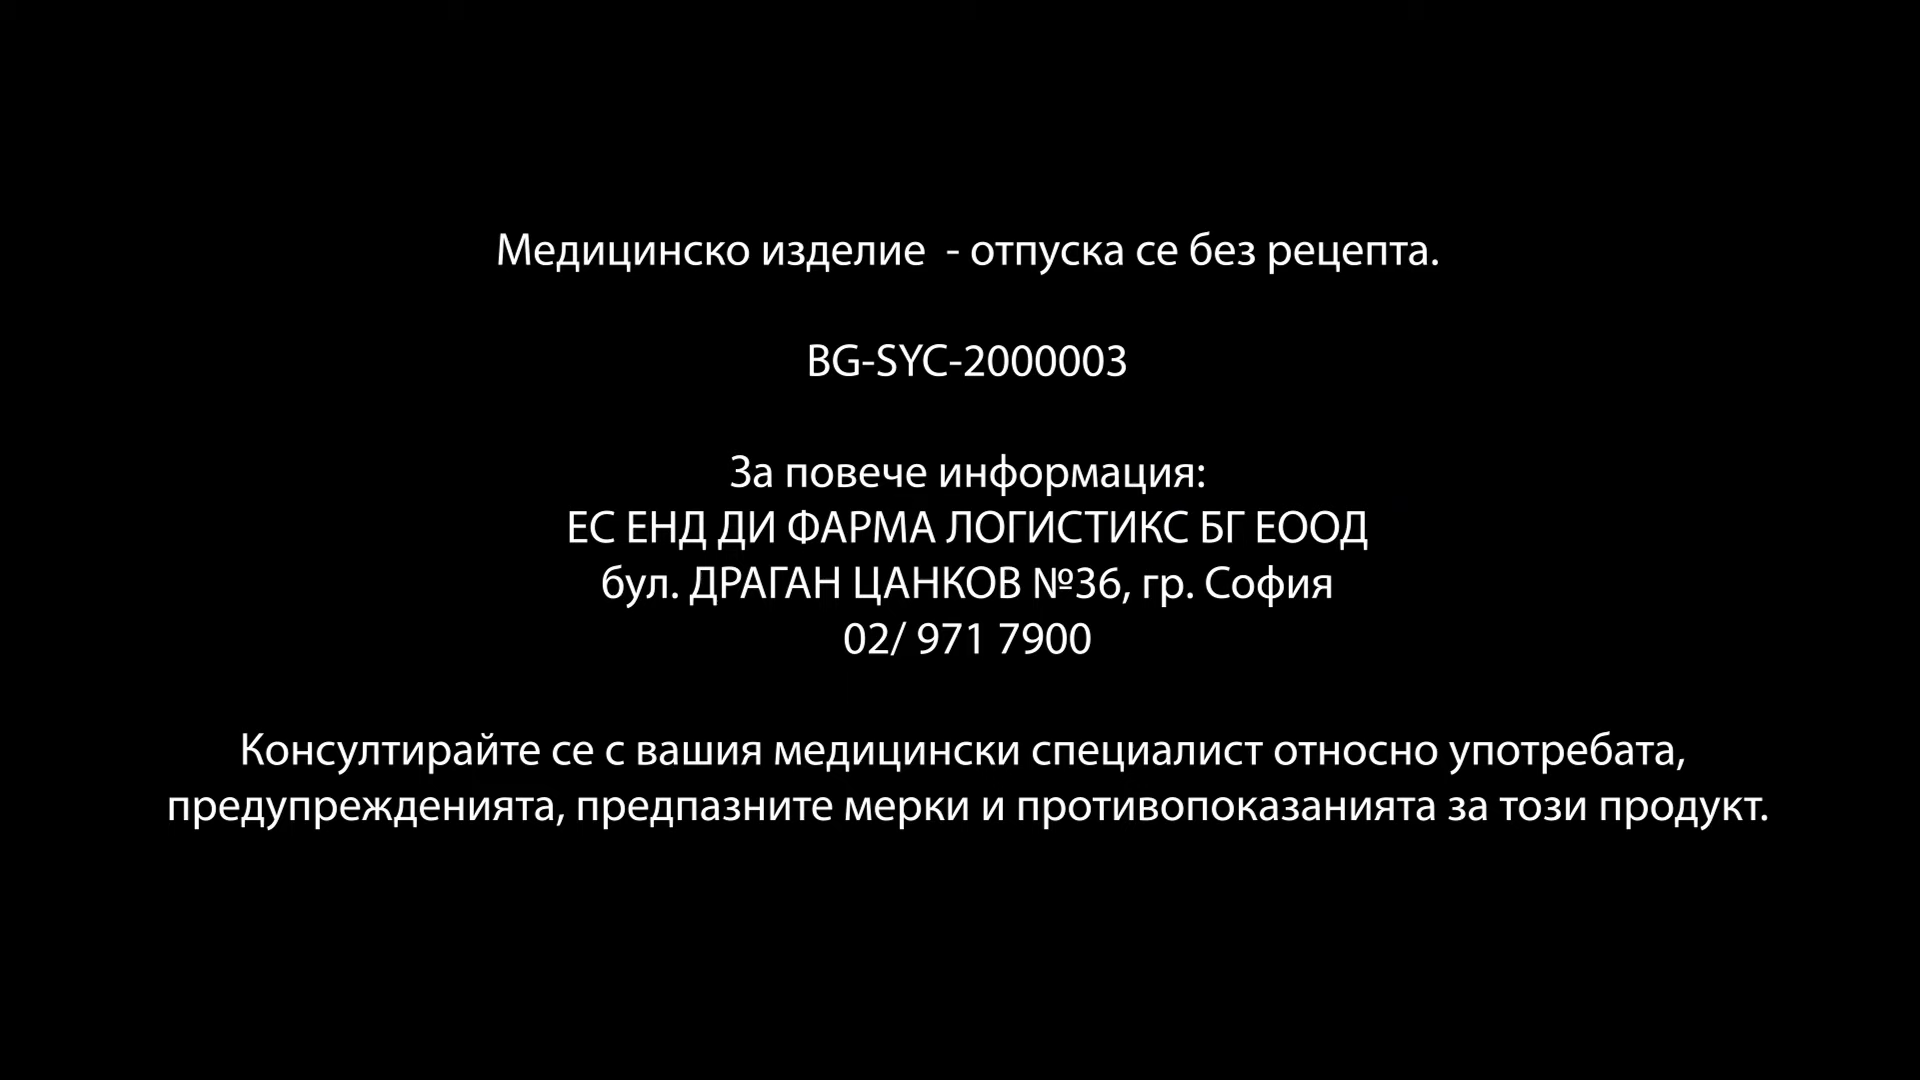 Медицинско изделие  - отпуска се без рецепта.
BG-SYC-2000003
За повече информация:
ЕС ЕНД ДИ ФАРМА ЛОГИСТИКС БГ ЕООД
бул. ДРАГАН ЦАНКОВ №36, гр. София
02/ 971 7900
Консултирайте се с вашия медицински специалист относно употребата,
предупрежденията, предпазните мерки и противопоказанията за този продукт.